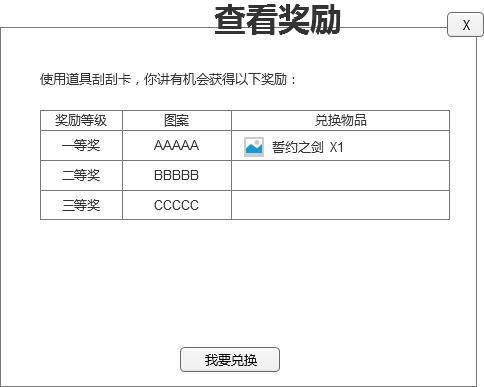 查看奖励
X
使用道具刮刮卡，你讲有机会获得以下奖励：
奖励等级 图案 兑换物品
一等奖 AAAAA 誓约之剑 X1
二等奖 BBBBB
三等奖 CCCCC
我要兑换